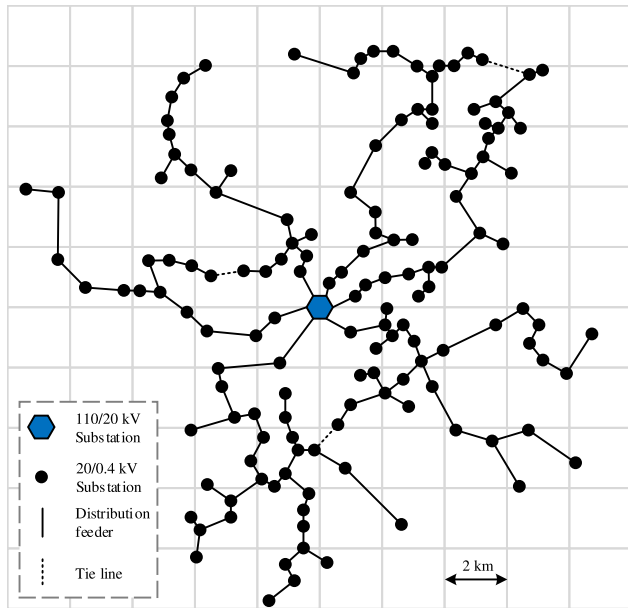 110/20 kV
Substation
20/0.4 kV
Substation
Distribution
feeder
Tie line
2 km